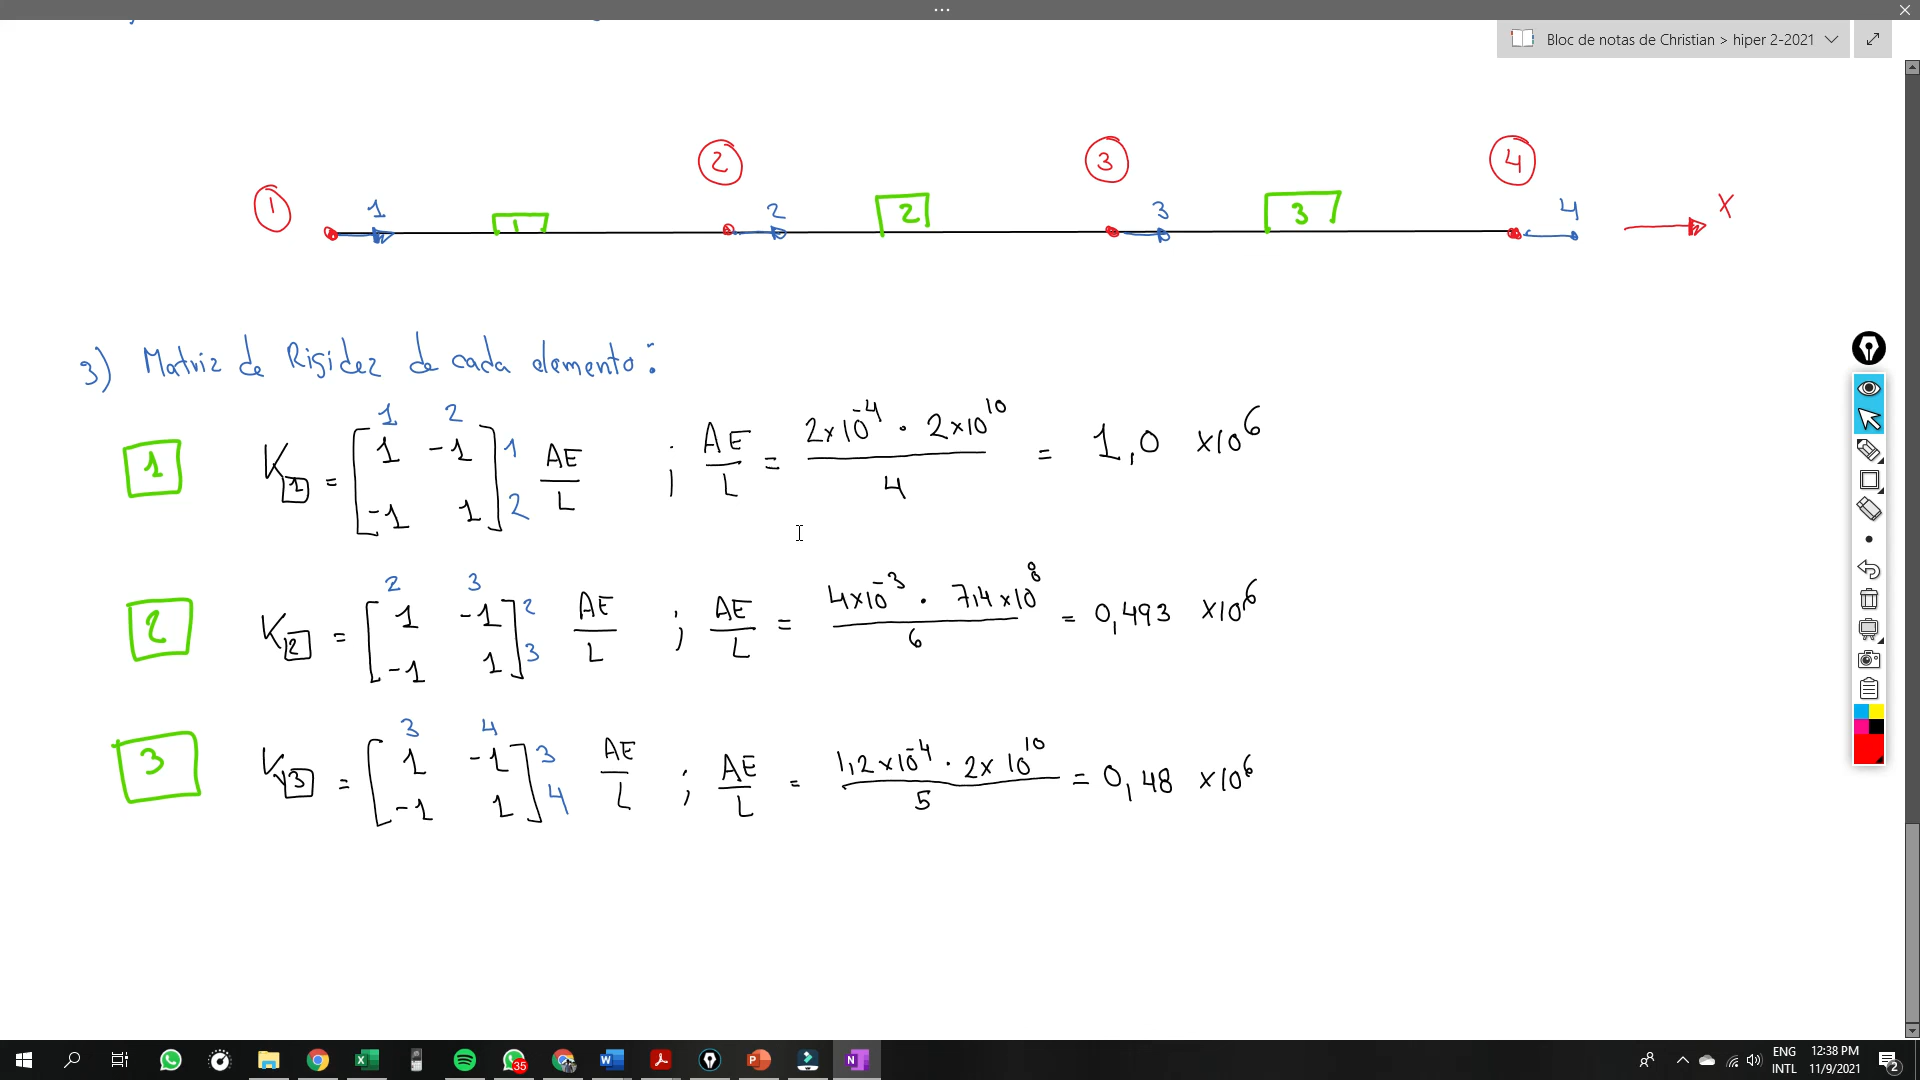 Bloc de notas de Christian > hiper 2-2021
1 2 3 4
1 1 2 2 3 3 4 X
3) Matriz de Rigidez de cada elemento:
1 2
1 K1 = [1 -1] 1 AE/L ; AE/L = 2x10^-4 · 2x10^10 / 4 = 1,0 x10^6
[-1 1] 2
2 3
2 K2 = [1 -1] 2 AE/L ; AE/L = 4x10^-3 · 7,4x10^8 / 6 = 0,493 x10^6
[-1 1] 3
3 4
3 K3 = [1 -1] 3 AE/L ; AE/L = 1,2x10^-4 · 2x10^10 / 5 = 0,48 x10^6
[-1 1] 4
35
ENG 12:38 PM
INTL 11/9/2021 2